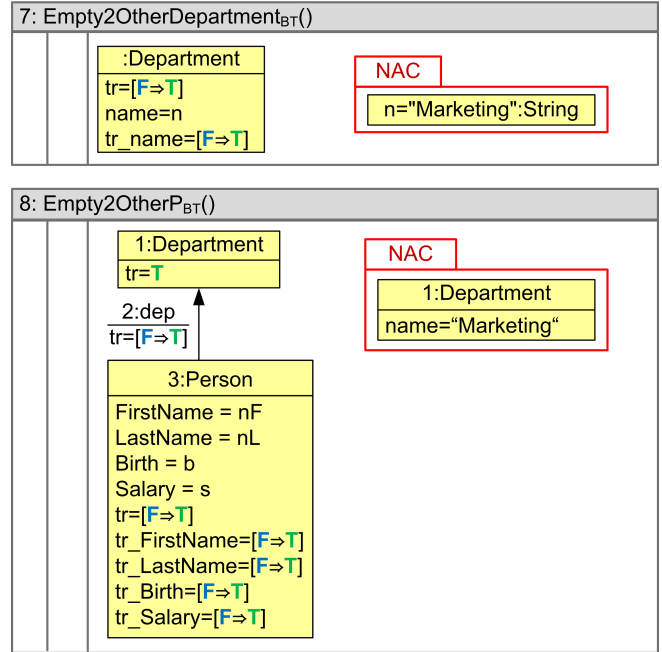 7: Empty2OtherDepartmentBT()
:Department
tr=[F⇒T]
name=n
tr_name=[F⇒T]
NAC
n="Marketing":String
8: Empty2OtherPBT()
1:Department
tr=T
2:dep
tr=[F⇒T]
NAC
1:Department
name=“Marketing“
3:Person
FirstName = nF
LastName = nL
Birth = b
Salary = s
tr=[F⇒T]
tr_FirstName=[F⇒T]
tr_LastName=[F⇒T]
tr_Birth=[F⇒T]
tr_Salary=[F⇒T]